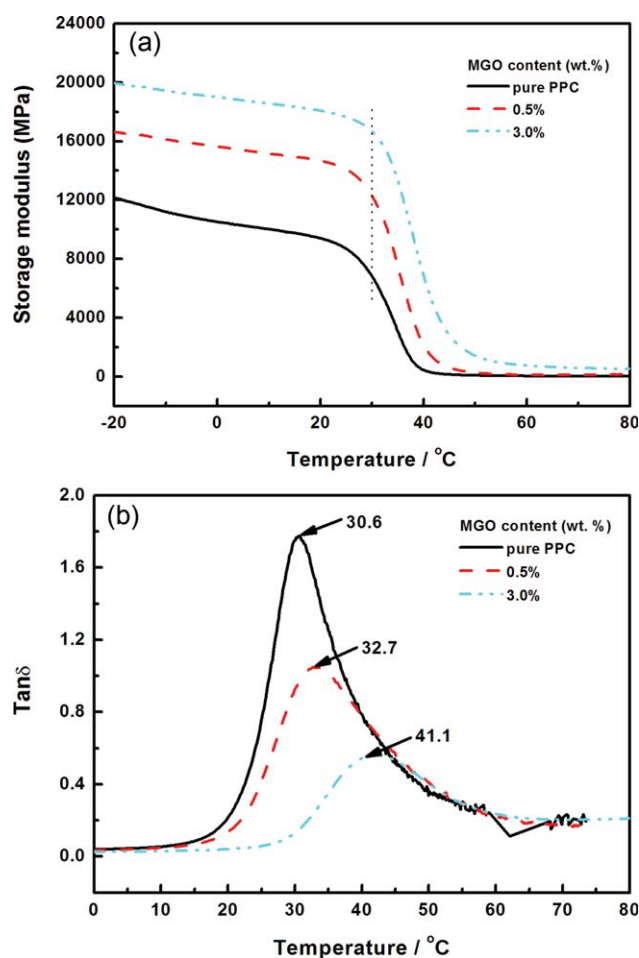 (a)
Storage modulus (MPa)
24000
20000
16000
12000
8000
4000
0
MGO content (wt.%)
pure PPC
0.5%
3.0%
-20 0 20 40 60 80
Temperature / °C
(b)
Tanδ
2.0
1.6
1.2
0.8
0.4
0.0
MGO content (wt. %)
pure PPC
0.5%
3.0%
30.6
32.7
41.1
0 10 20 30 40 50 60 70 80
Temperature / °C